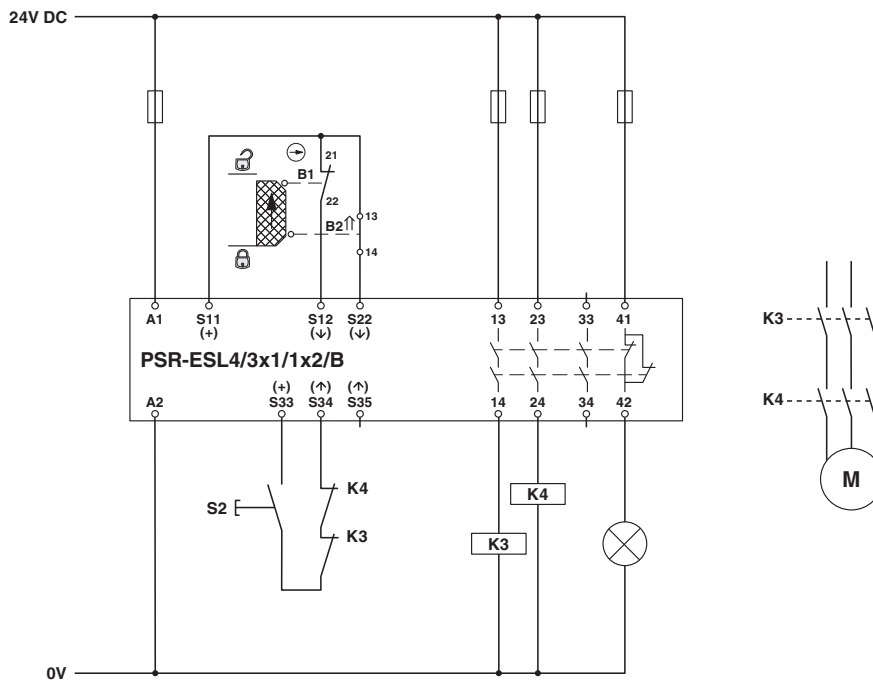 24V DC
21
B1
22
B2
13
14
A1
S11
S12
S22
13
23
33
41
(+)
(↓)
(↓)
PSR-ESL4/3x1/1x2/B
(+)
(↑)
(↑)
A2
S33
S34
S35
14
24
34
42
K3
K4
M
S2
K4
K3
K4
K3
0V